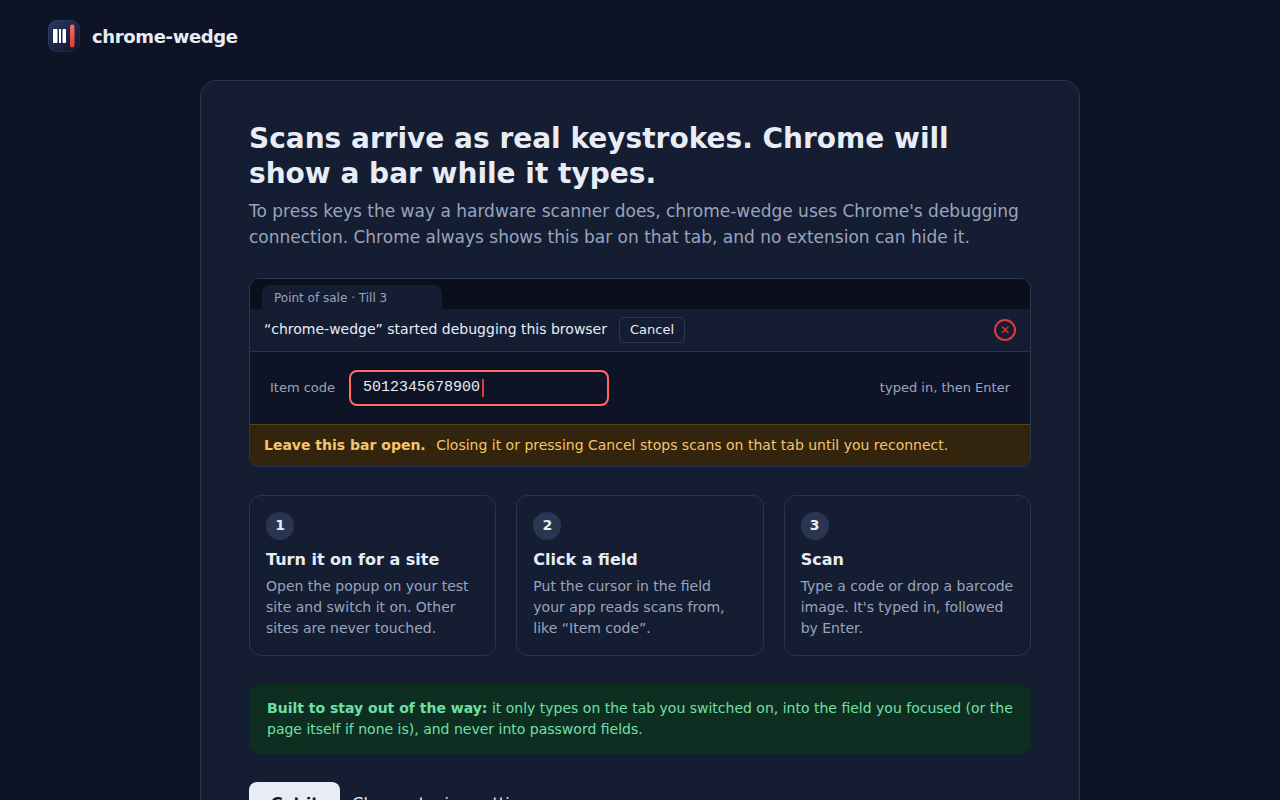 chrome-wedge
Scans arrive as real keystrokes. Chrome will
show a bar while it types.
To press keys the way a hardware scanner does, chrome-wedge uses Chrome's debugging
connection. Chrome always shows this bar on that tab, and no extension can hide it.
Point of sale · Till 3
“chrome-wedge” started debugging this browser Cancel
Item code 5012345678900 typed in, then Enter
Leave this bar open. Closing it or pressing Cancel stops scans on that tab until you reconnect.
1
Turn it on for a site
Open the popup on your test
site and switch it on. Other
sites are never touched.
2
Click a field
Put the cursor in the field
your app reads scans from,
like “Item code”.
3
Scan
Type a code or drop a barcode
image. It's typed in, followed
by Enter.
Built to stay out of the way: it only types on the tab you switched on, into the field you focused (or the
page itself if none is), and never into password fields.